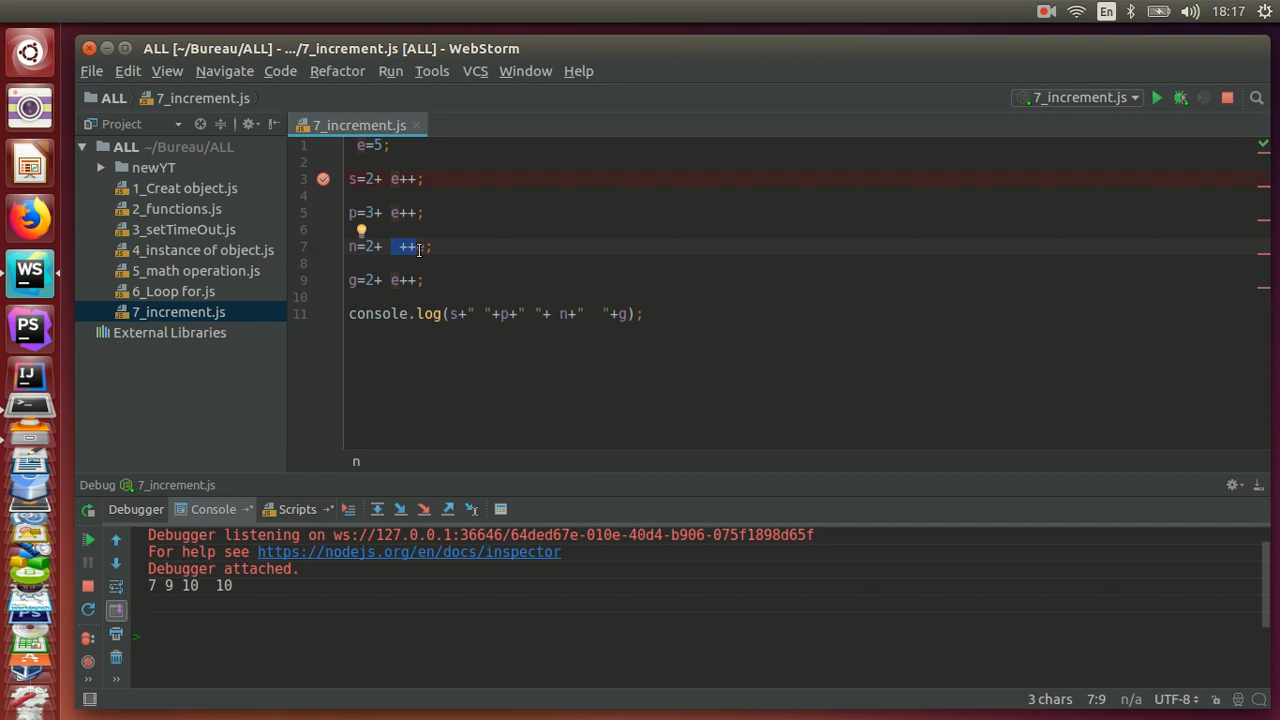 En 18:17
ALL [~/Bureau/ALL] - .../7_increment.js [ALL] - WebStorm
File Edit View Navigate Code Refactor Run Tools VCS Window Help
ALL 7_increment.js 7_increment.js
Project 7_increment.js
ALL ~/Bureau/ALL
newYT
1_Creat object.js
2_functions.js
3_setTimeOut.js
4_instance of object.js
5_math operation.js
6_Loop for.js
7_increment.js
External Libraries
1 e=5;
2
3 s=2+ e++;
4
5 p=3+ e++;
6
7 n=2+ ++ ;
8
9 g=2+ e++;
10
11 console.log(s+" "+p+" "+ n+"  "+g);
n
Debug 7_increment.js
Debugger Console Scripts
Debugger listening on ws://127.0.0.1:36646/64ded67e-010e-40d4-b906-075f1898d65f
For help see https://nodejs.org/en/docs/inspector
Debugger attached.
7 9 10  10
>
3 chars 7:9 n/a UTF-8
WS
PS
IJ